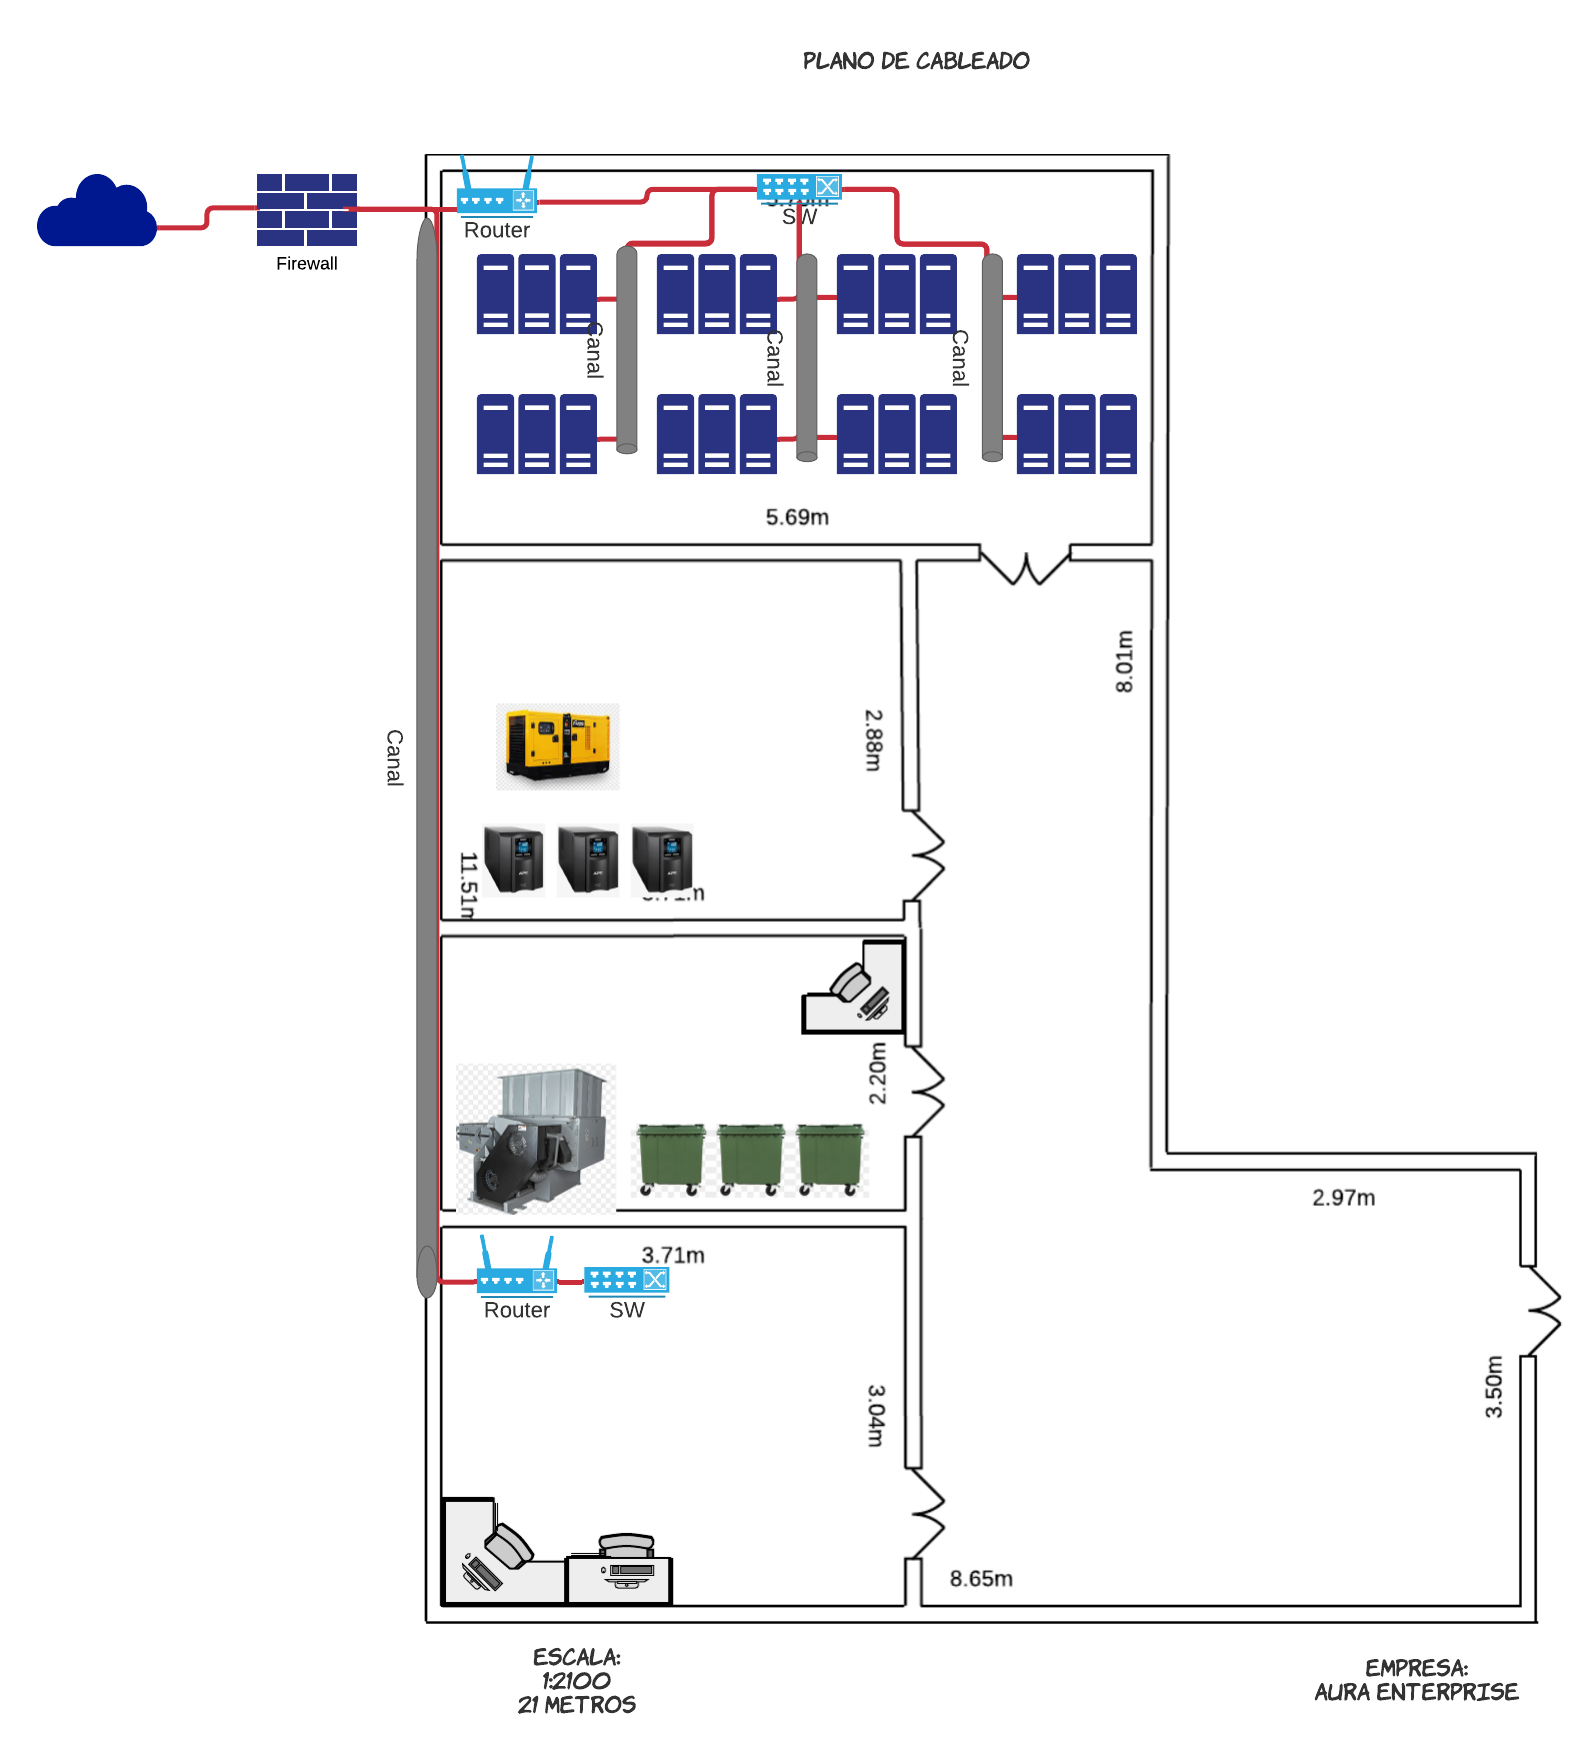 PLANO DE CABLEADO
Router
SW
Firewall
Canal
Canal
Canal
5.69m
8.01m
2.88m
Canal
11.51m
2.20m
2.97m
3.71m
Router
SW
3.04m
3.50m
8.65m
ESCALA:
1:2100
21 METROS
EMPRESA:
AURA ENTERPRISE